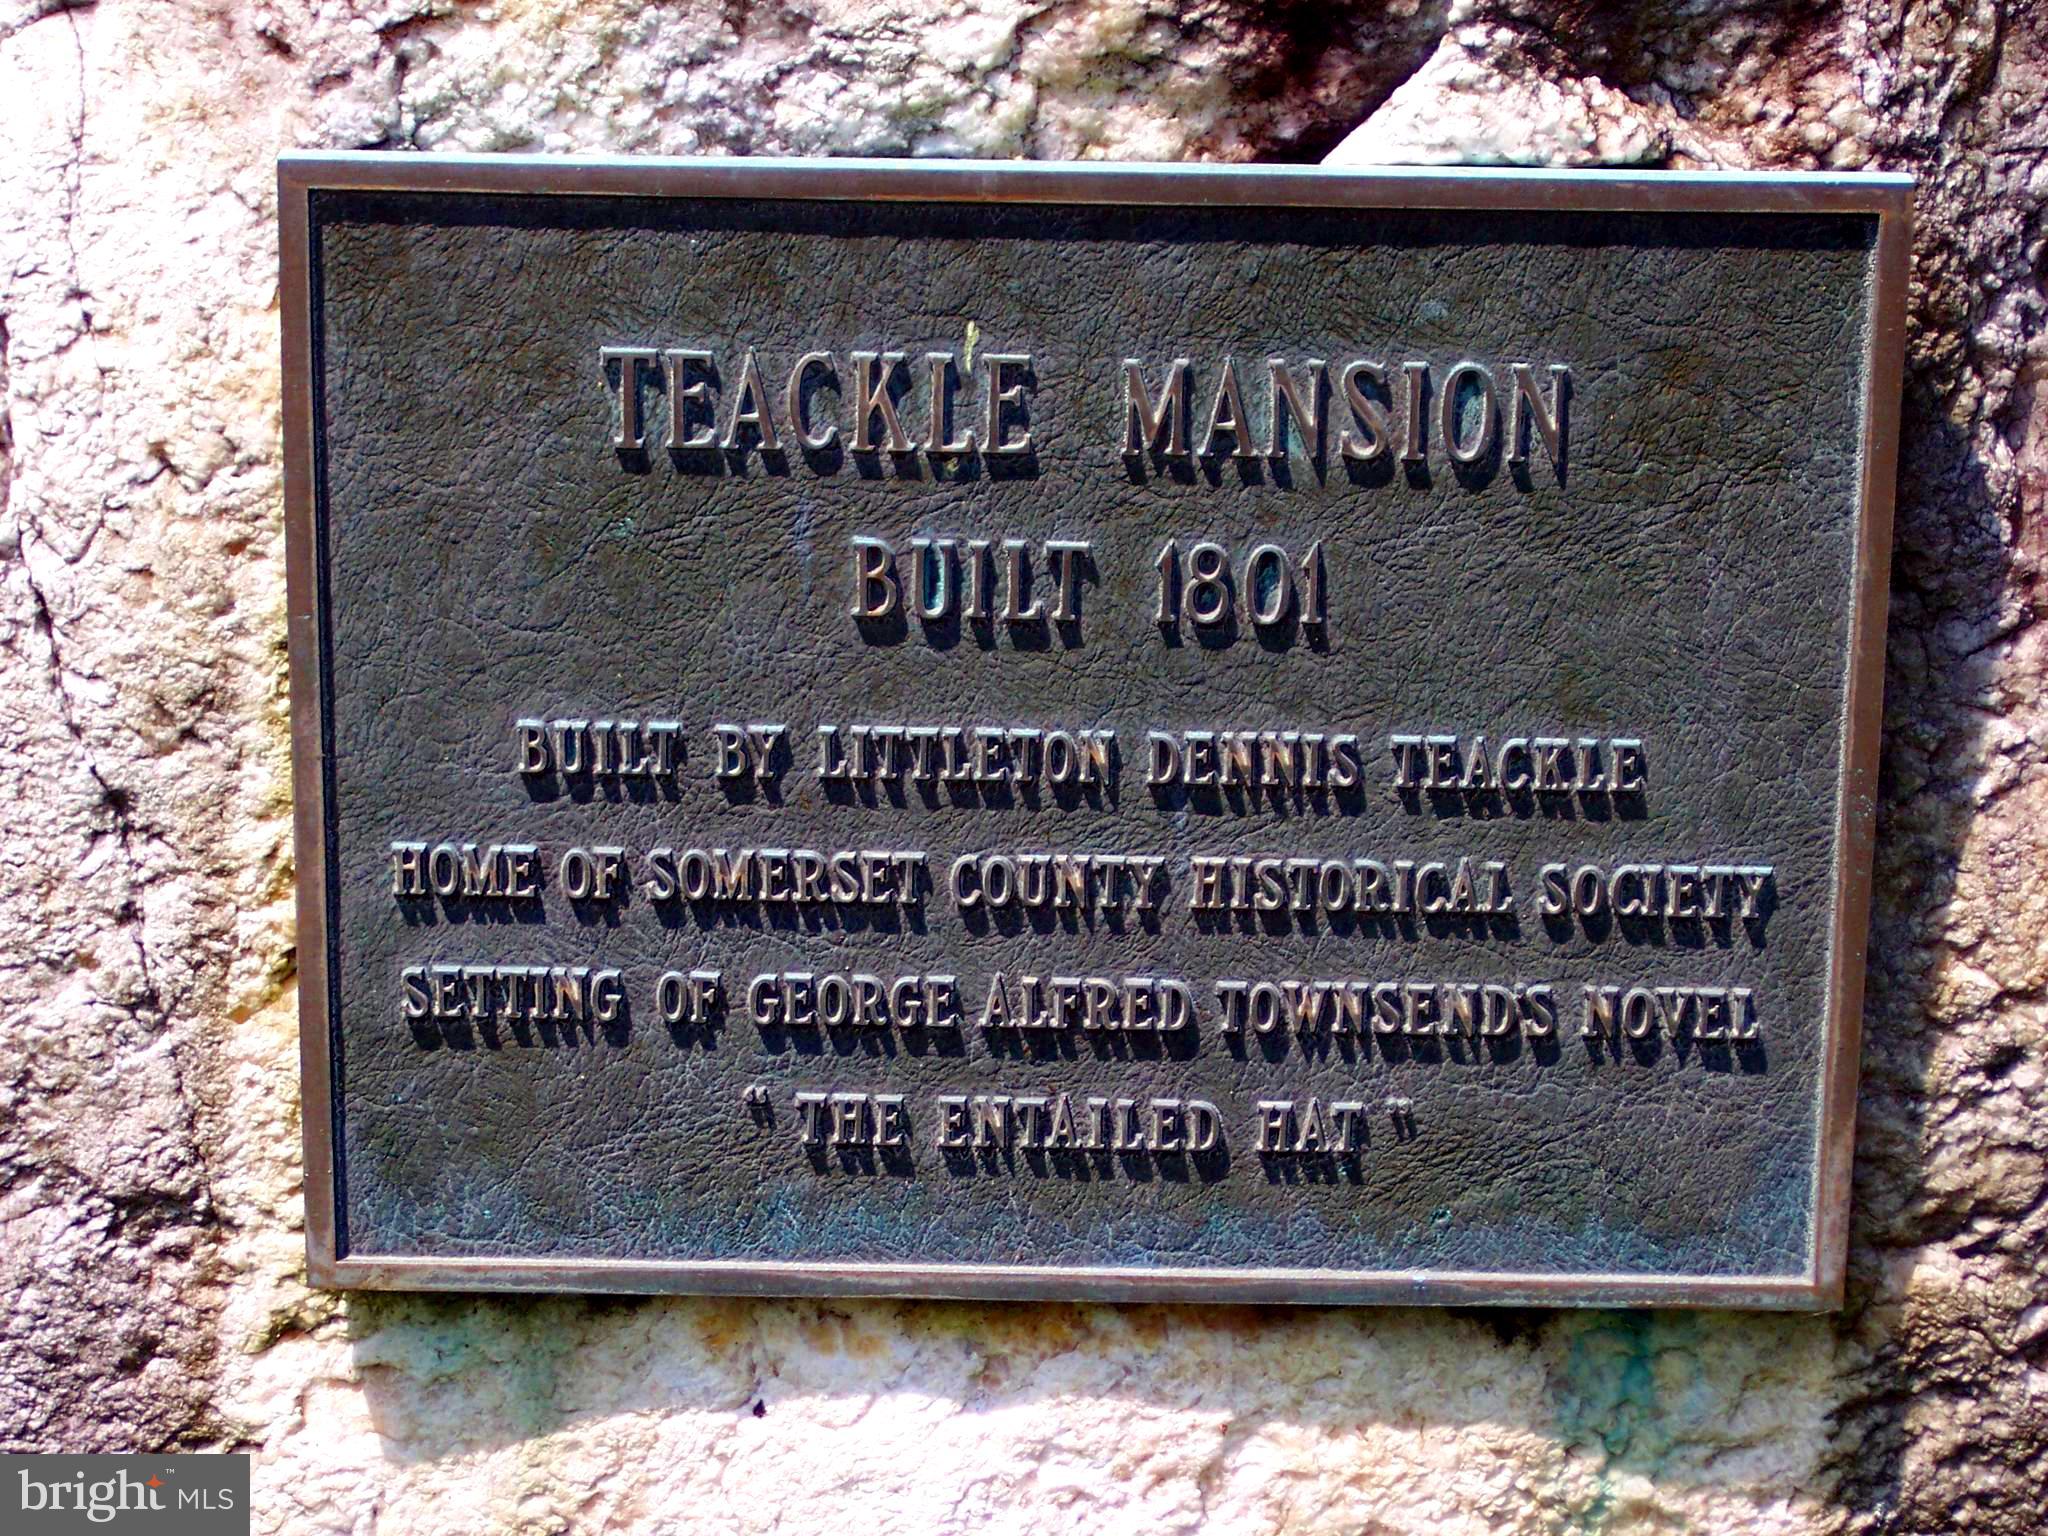 TEACKLE MANSION
BUILT 1801
BUILT BY LITTLETON DENNIS TEACKLE
HOME OF SOMERSET COUNTY HISTORICAL SOCIETY
SETTING OF GEORGE ALFRED TOWNSEND'S NOVEL
" THE ENTAILED HAT "
bright™ MLS